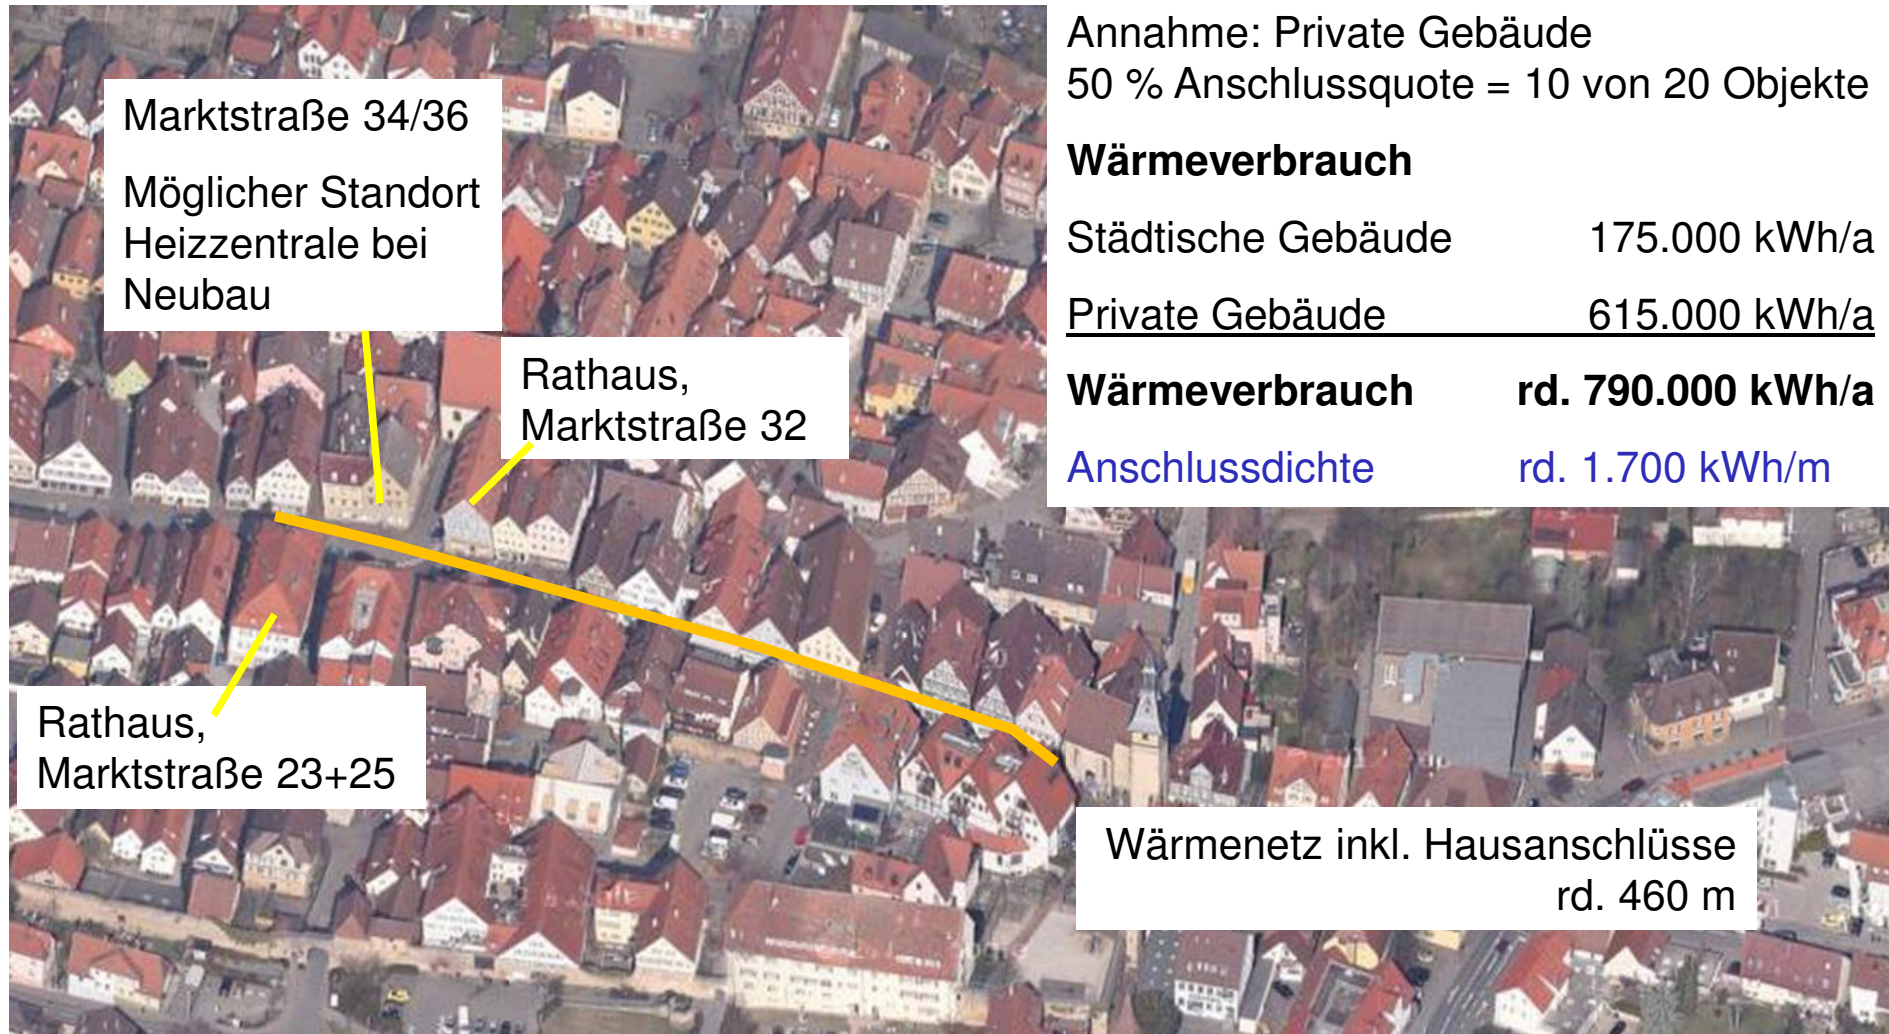 Annahme: Private Gebäude
50 % Anschlussquote = 10 von 20 Objekte
Wärmeverbrauch
Städtische Gebäude 175.000 kWh/a
Private Gebäude 615.000 kWh/a
Wärmeverbrauch rd. 790.000 kWh/a
Anschlussdichte rd. 1.700 kWh/m
Marktstraße 34/36
Möglicher Standort
Heizzentrale bei
Neubau
Rathaus,
Marktstraße 32
Rathaus,
Marktstraße 23+25
Wärmenetz inkl. Hausanschlüsse
rd. 460 m